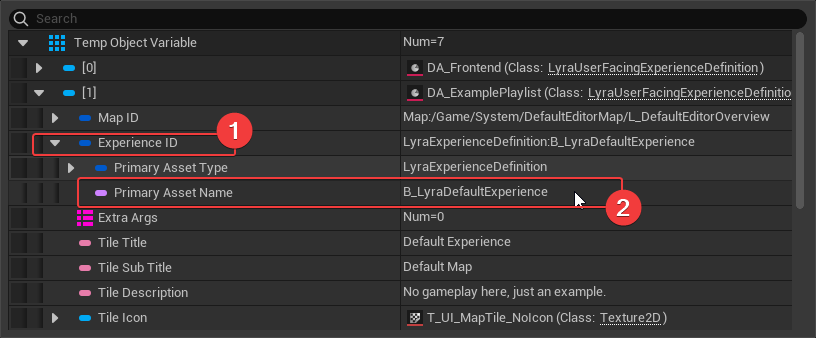 Search
Temp Object Variable Num=7
[0] DA_Frontend (Class: LyraUserFacingExperienceDefinition)
[1] DA_ExamplePlaylist (Class: LyraUserFacingExperienceDefinitio
Map ID Map:/Game/System/DefaultEditorMap/L_DefaultEditorOverview
1
Experience ID LyraExperienceDefinition:B_LyraDefaultExperience
Primary Asset Type LyraExperienceDefinition
Primary Asset Name B_LyraDefaultExperience
2
Extra Args Num=0
Tile Title Default Experience
Tile Sub Title Default Map
Tile Description No gameplay here, just an example.
Tile Icon T_UI_MapTile_NoIcon (Class: Texture2D)